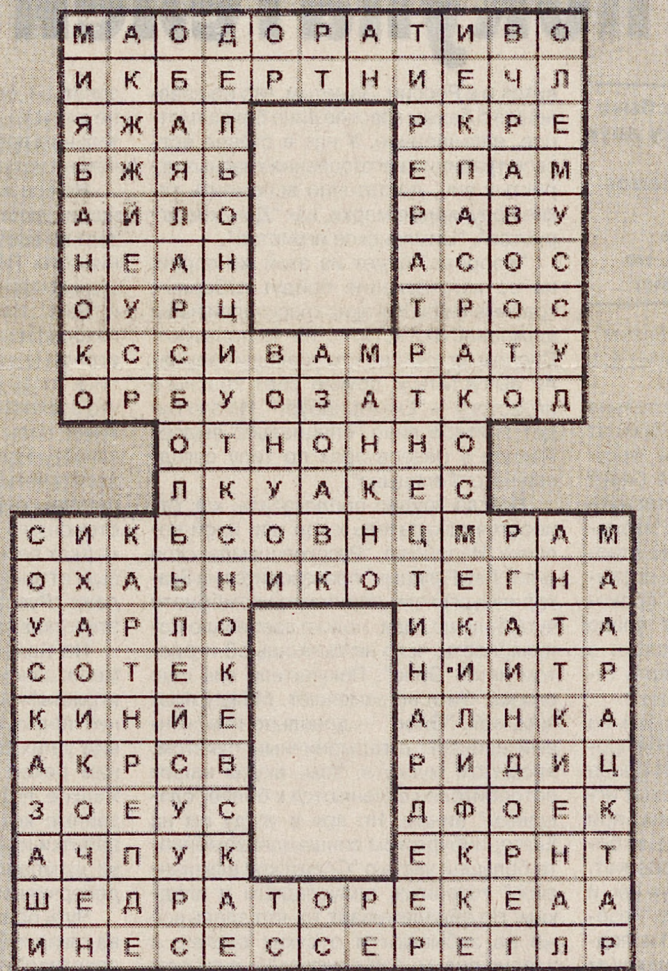 М А О Д О Р А Т И В О
И К Б Е Р Т Н И Е Ч Л
Я Ж А Л Р К Р Е
Б Ж Я Ь Е П А М
А Й Л О Р А В У
Н Е А Н А С О С
О У Р Ц Т Р О С
К С С И В А М Р А Т У
О Р Б У О З А Т К О Д
О Т Н О Н Н О
Л К У А К Е С
С И К Ь С О В Н Ц М Р А М
О Х А Ь Н И К О Т Е Г Н А
У А Р Л О И К А Т А
С О Т Е К Н И И Т Р
К И Н Й Е А Л Н К А
А К Р С В Р И Д И Ц
З О Е У С Д Ф О Е К
А Ч П У К Е К Р Н Т
Ш Е Д Р А Т О Р Е К Е А А
И Н Е С Е С С Е Р Е Г Л Р